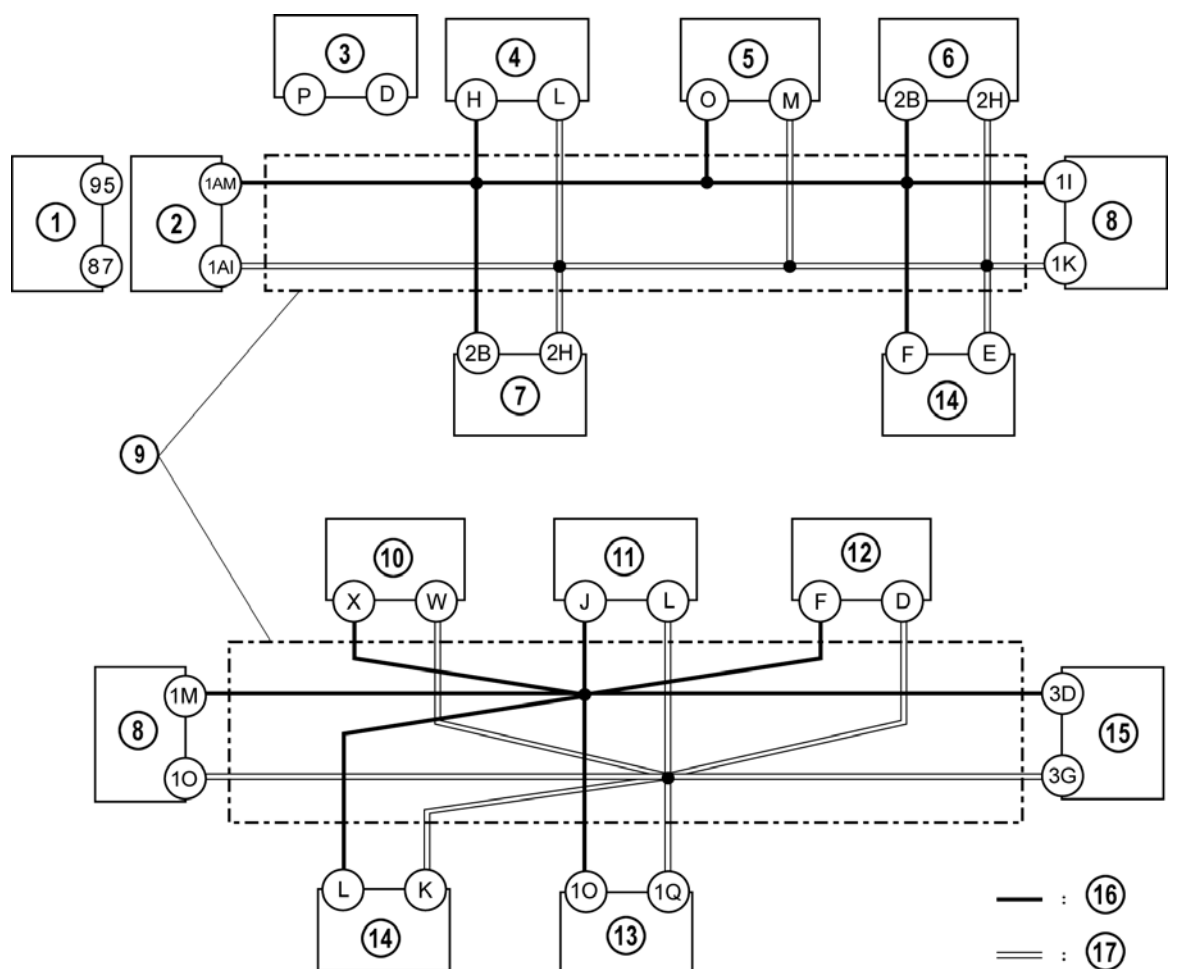 3 4 5 6
P D H L O M 2B 2H
95 1AM 1I
1 2 8
87 1AI 1K
2B 2H F E
7 14
9
10 11 12
X W J L F D
1M 3D
8 15
1O 3G
L K 1O 1Q : 16
14 13 : 17